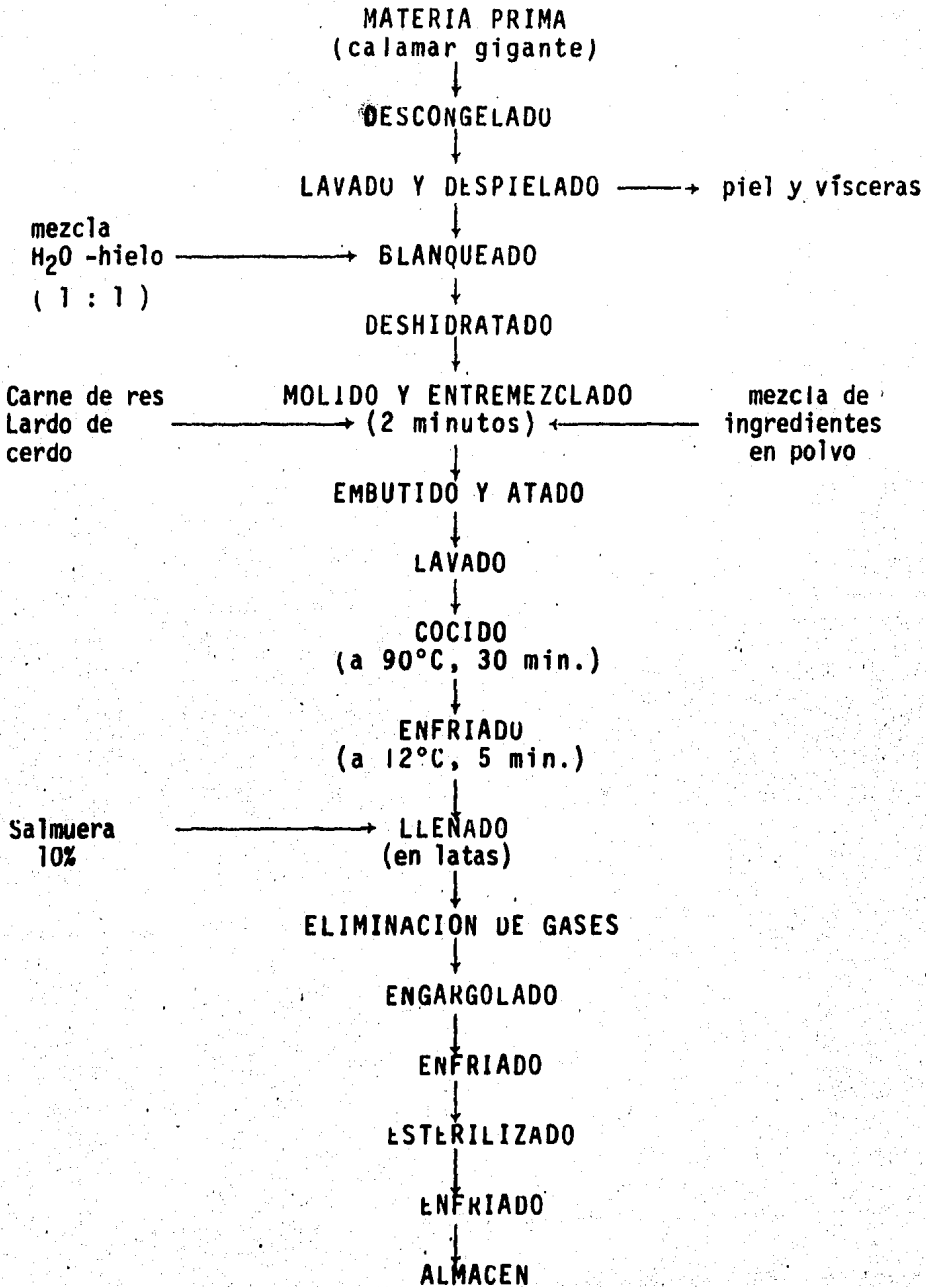 MATERIA PRIMA
(calamar gigante)
DESCONGELADO
LAVADO Y DESPIELADO
piel y vísceras
mezcla
H₂O -hielo
( 1 : 1 )
BLANQUEADO
DESHIDRATADO
Carne de res
Lardo de
cerdo
MOLIDO Y ENTREMEZCLADO
(2 minutos)
mezcla de
ingredientes
en polvo
EMBUTIDO Y ATADO
LAVADO
COCIDO
(a 90°C, 30 min.)
ENFRIADO
(a 12°C, 5 min.)
Salmuera
10%
LLENADO
(en latas)
ELIMINACION DE GASES
ENGARGOLADO
ENFRIADO
ESTERILIZADO
ENFRIADO
ALMACEN